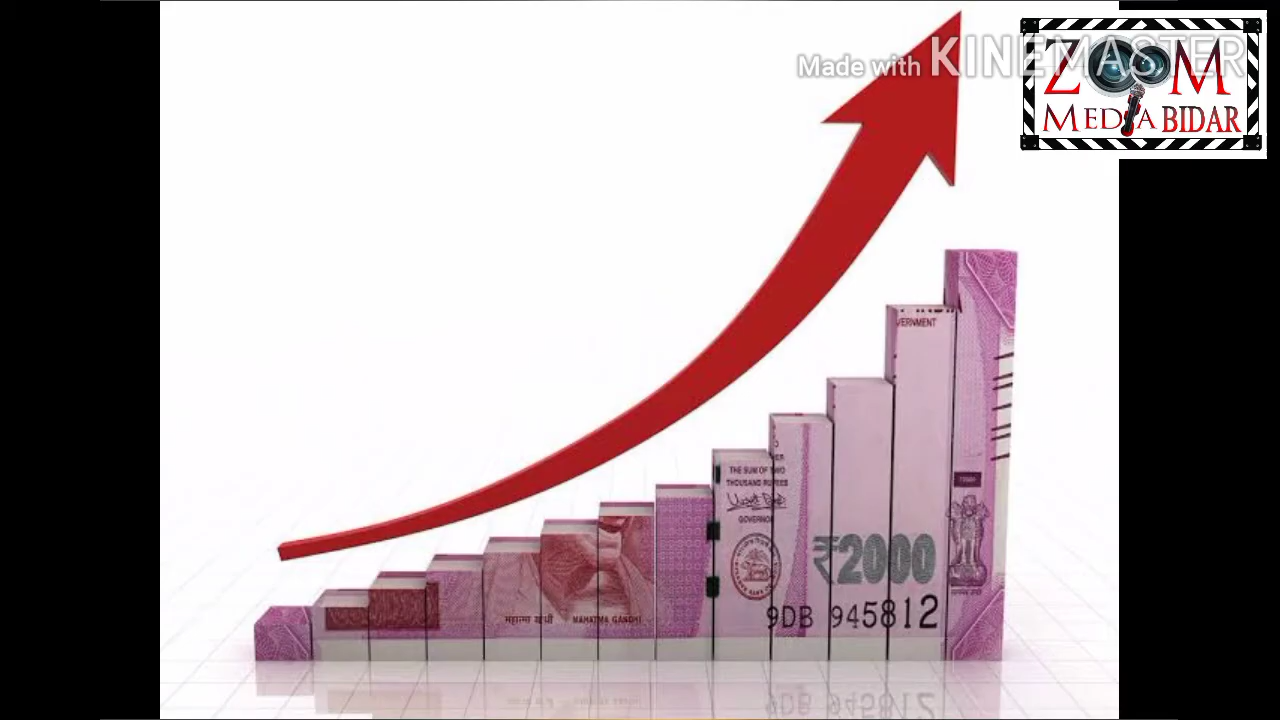 Made with KINEMASTER
ZOOM
MEDIA BIDAR
VERNMENT
THE SUM OF TWO
THOUSAND RUPEES
GOVERNOR
₹2000
9DB 945812
MAHATMA GANDHI